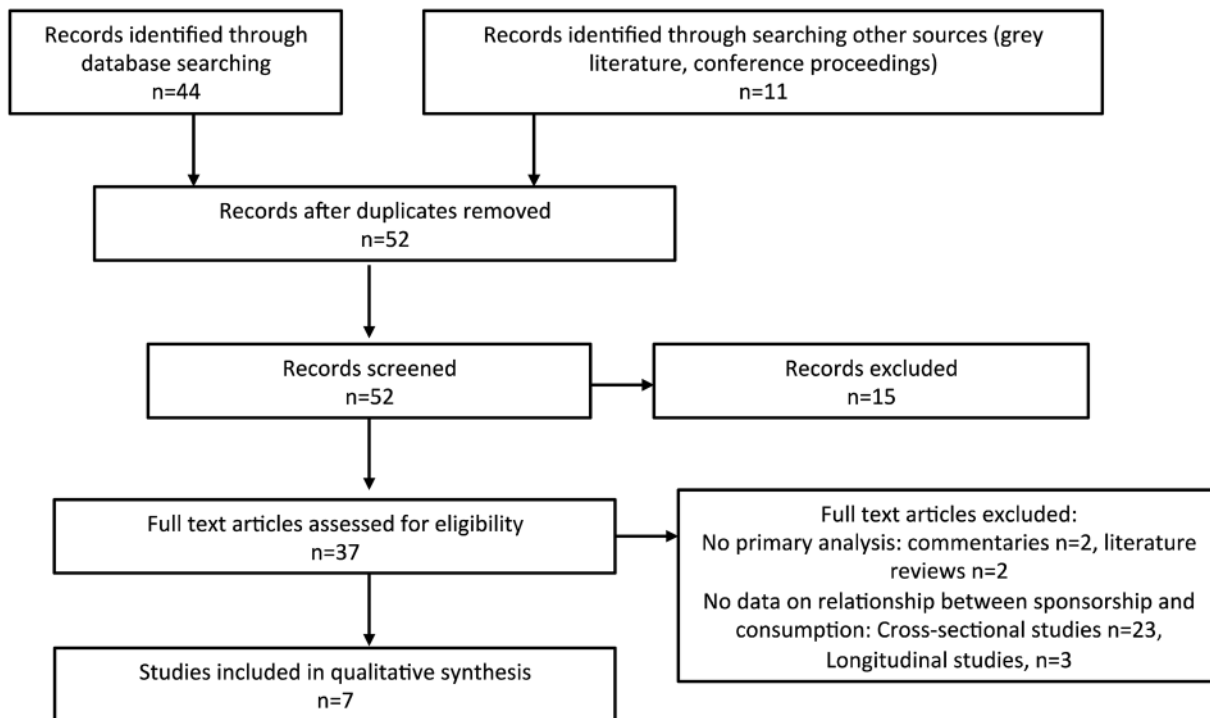 Records identified through
database searching
n=44
Records identified through searching other sources (grey
literature, conference proceedings)
n=11
Records after duplicates removed
n=52
Records screened
n=52
Records excluded
n=15
Full text articles assessed for eligibility
n=37
Full text articles excluded:
No primary analysis: commentaries n=2, literature
reviews n=2
No data on relationship between sponsorship and
consumption: Cross-sectional studies n=23,
Longitudinal studies, n=3
Studies included in qualitative synthesis
n=7